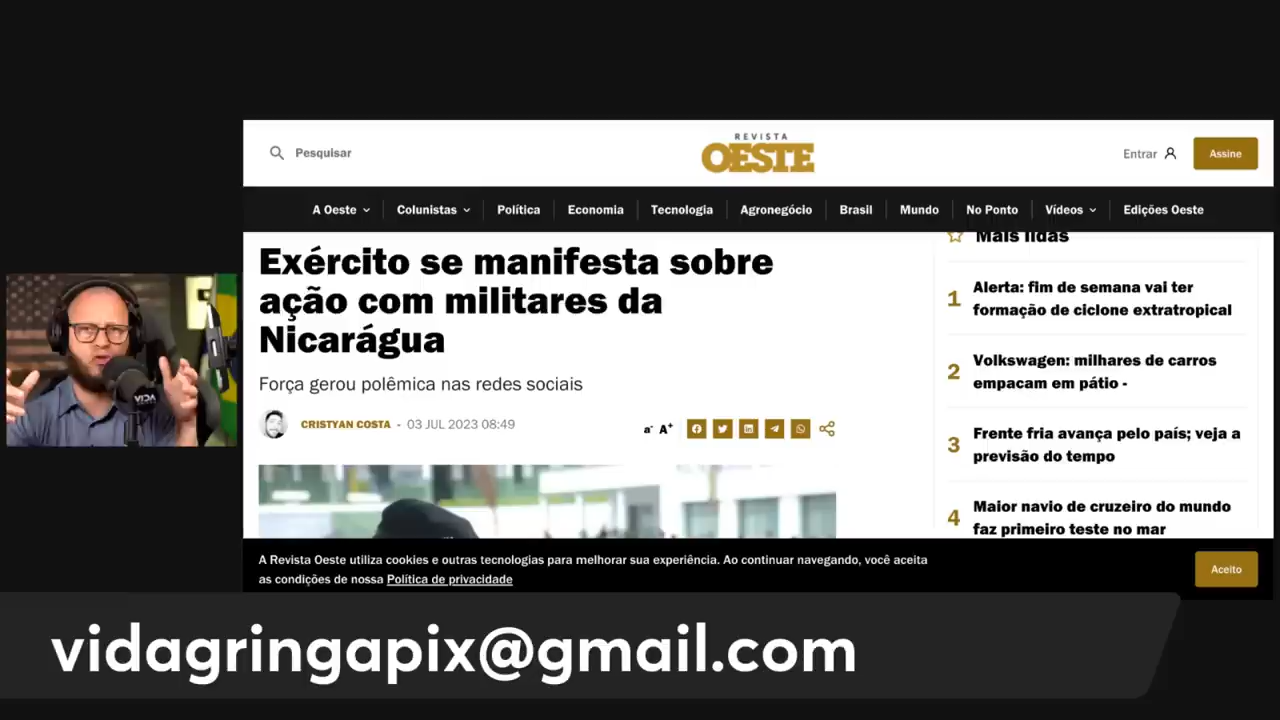 Pesquisar
REVISTA
OESTE
Entrar
Assine
A Oeste
Colunistas
Política
Economia
Tecnologia
Agronegócio
Brasil
Mundo
No Ponto
Vídeos
Edições Oeste
Exército se manifesta sobre
ação com militares da
Nicarágua
Força gerou polêmica nas redes sociais
CRISTYAN COSTA - 03 JUL 2023 08:49
a- A+
Mais lidas
1 Alerta: fim de semana vai ter
formação de ciclone extratropical
2 Volkswagen: milhares de carros
empacam em pátio -
3 Frente fria avança pelo país; veja a
previsão do tempo
4 Maior navio de cruzeiro do mundo
faz primeiro teste no mar
A Revista Oeste utiliza cookies e outras tecnologias para melhorar sua experiência. Ao continuar navegando, você aceita
as condições de nossa Política de privacidade
Aceito
VIDA
vidagringapix@gmail.com